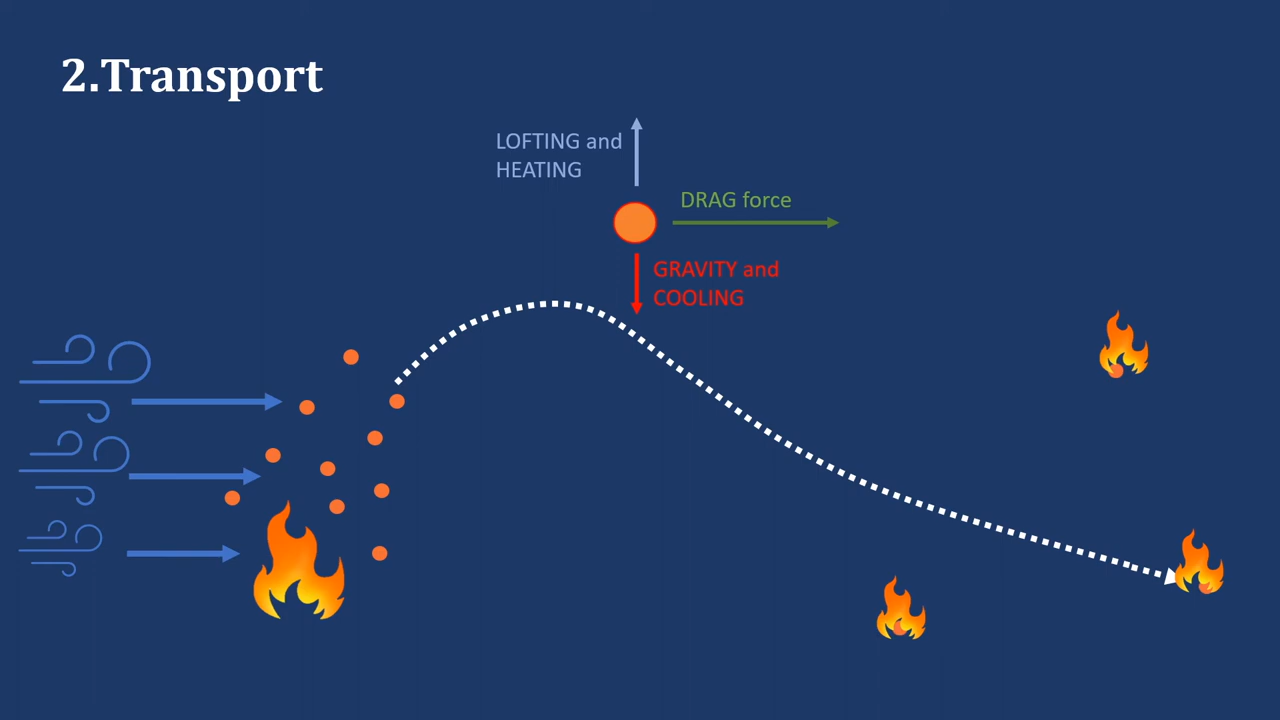 2.Transport
LOFTING and
HEATING
DRAG force
GRAVITY and
COOLING